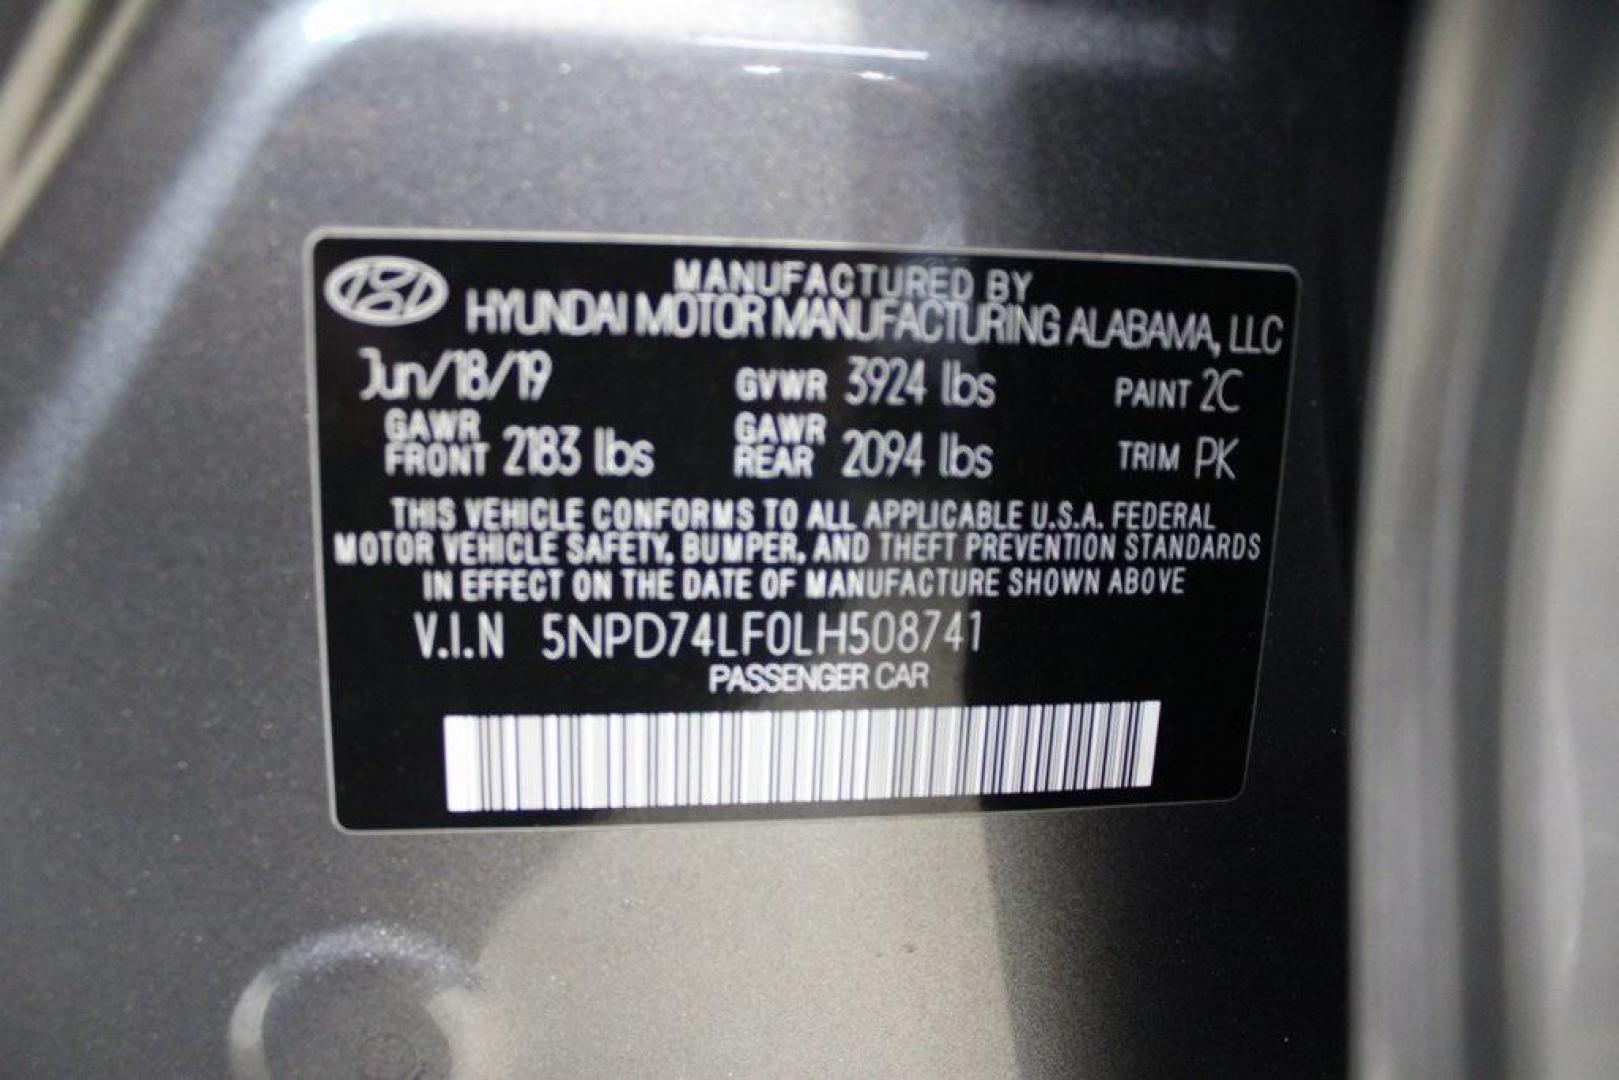 MANUFACTURED BY
HYUNDAI MOTOR MANUFACTURING ALABAMA, LLC
Jun/18/19 GVWR 3924 lbs PAINT 2C
GAWR FRONT 2183 lbs GAWR REAR 2094 lbs TRIM PK
THIS VEHICLE CONFORMS TO ALL APPLICABLE U.S.A. FEDERAL
MOTOR VEHICLE SAFETY, BUMPER, AND THEFT PREVENTION STANDARDS
IN EFFECT ON THE DATE OF MANUFACTURE SHOWN ABOVE
V.I.N 5NPD74LF0LH508741
PASSENGER CAR